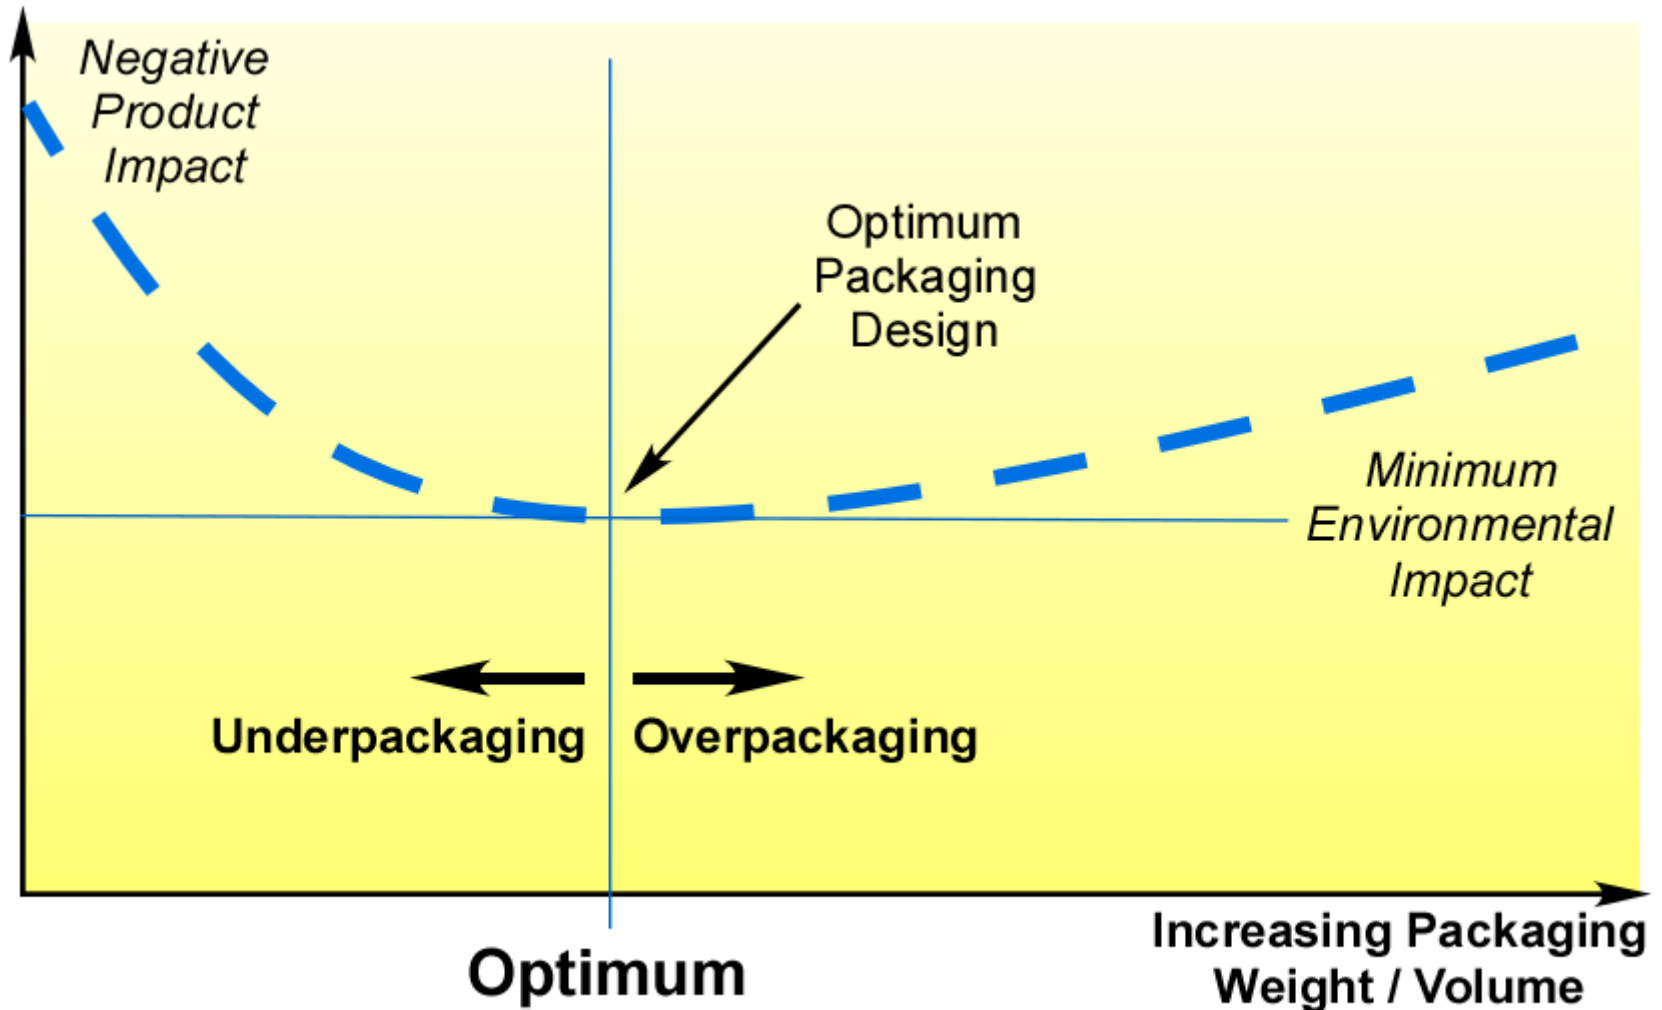 Negative
Product
Impact
Optimum
Packaging
Design
Minimum
Environmental
Impact
Underpackaging
Overpackaging
Increasing Packaging
Weight / Volume
Optimum